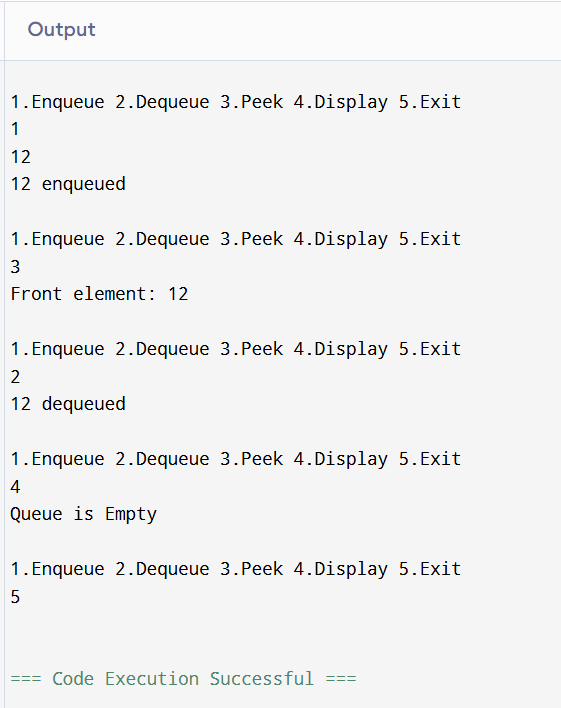 Output
1.Enqueue 2.Dequeue 3.Peek 4.Display 5.Exit
1
12
12 enqueued
1.Enqueue 2.Dequeue 3.Peek 4.Display 5.Exit
3
Front element: 12
1.Enqueue 2.Dequeue 3.Peek 4.Display 5.Exit
2
12 dequeued
1.Enqueue 2.Dequeue 3.Peek 4.Display 5.Exit
4
Queue is Empty
1.Enqueue 2.Dequeue 3.Peek 4.Display 5.Exit
5
=== Code Execution Successful ===